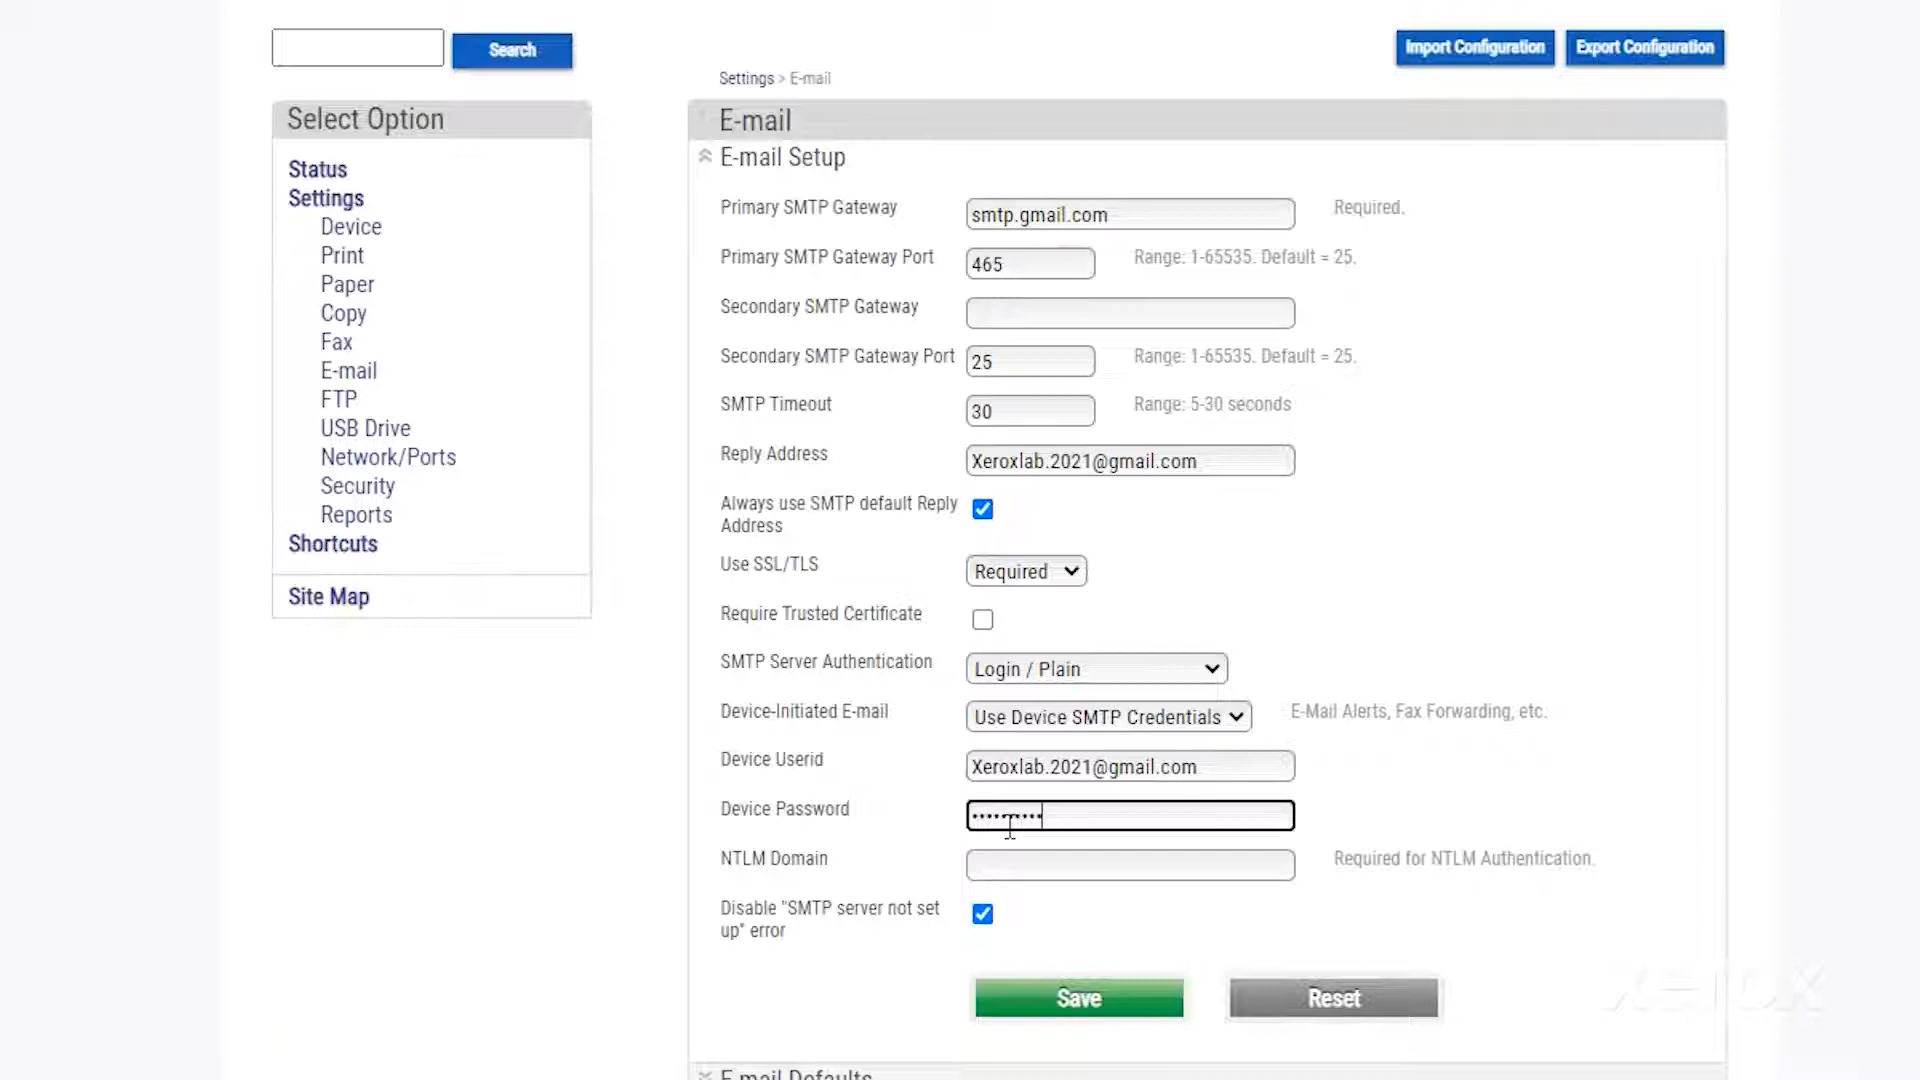 Search
Import Configuration
Export Configuration
Settings > E-mail
Select Option
Status
Settings
Device
Print
Paper
Copy
Fax
E-mail
FTP
USB Drive
Network/Ports
Security
Reports
Shortcuts
Site Map
E-mail
E-mail Setup
Primary SMTP Gateway smtp.gmail.com Required.
Primary SMTP Gateway Port 465 Range: 1-65535. Default = 25.
Secondary SMTP Gateway
Secondary SMTP Gateway Port 25 Range: 1-65535. Default = 25.
SMTP Timeout 30 Range: 5-30 seconds
Reply Address Xeroxlab.2021@gmail.com
Always use SMTP default Reply
Address
Use SSL/TLS Required
Require Trusted Certificate
SMTP Server Authentication Login / Plain
Device-Initiated E-mail Use Device SMTP Credentials E-Mail Alerts, Fax Forwarding, etc.
Device Userid Xeroxlab.2021@gmail.com
Device Password ••••••••••
NTLM Domain Required for NTLM Authentication.
Disable "SMTP server not set
up" error
Save Reset
xerox
E-mail Defaults